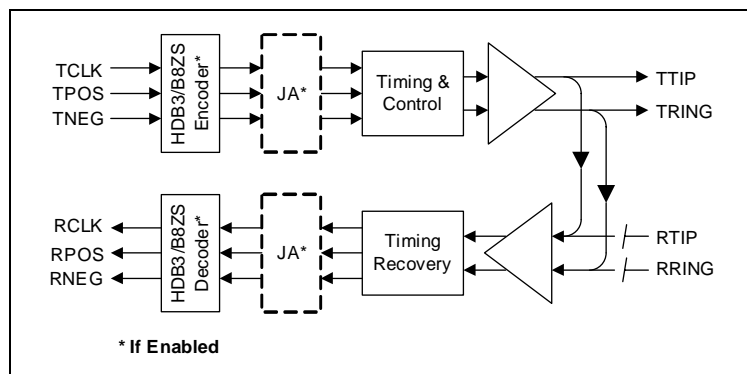 TCLK
TPOS
TNEG
HDB3/B8ZS
Encoder*
JA*
Timing &
Control
TTIP
TRING
RCLK
RPOS
RNEG
HDB3/B8ZS
Decoder*
JA*
Timing
Recovery
RTIP
RRING
* If Enabled